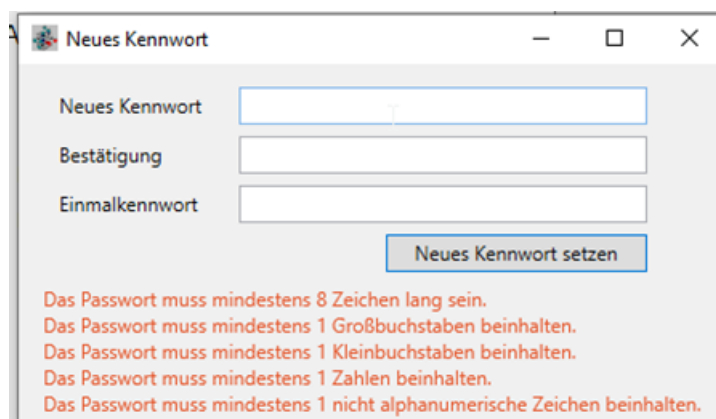 Neues Kennwort
Neues Kennwort
Bestätigung
Einmalkennwort
Neues Kennwort setzen
Das Passwort muss mindestens 8 Zeichen lang sein.
Das Passwort muss mindestens 1 Großbuchstaben beinhalten.
Das Passwort muss mindestens 1 Kleinbuchstaben beinhalten.
Das Passwort muss mindestens 1 Zahlen beinhalten.
Das Passwort muss mindestens 1 nicht alphanumerische Zeichen beinhalten.